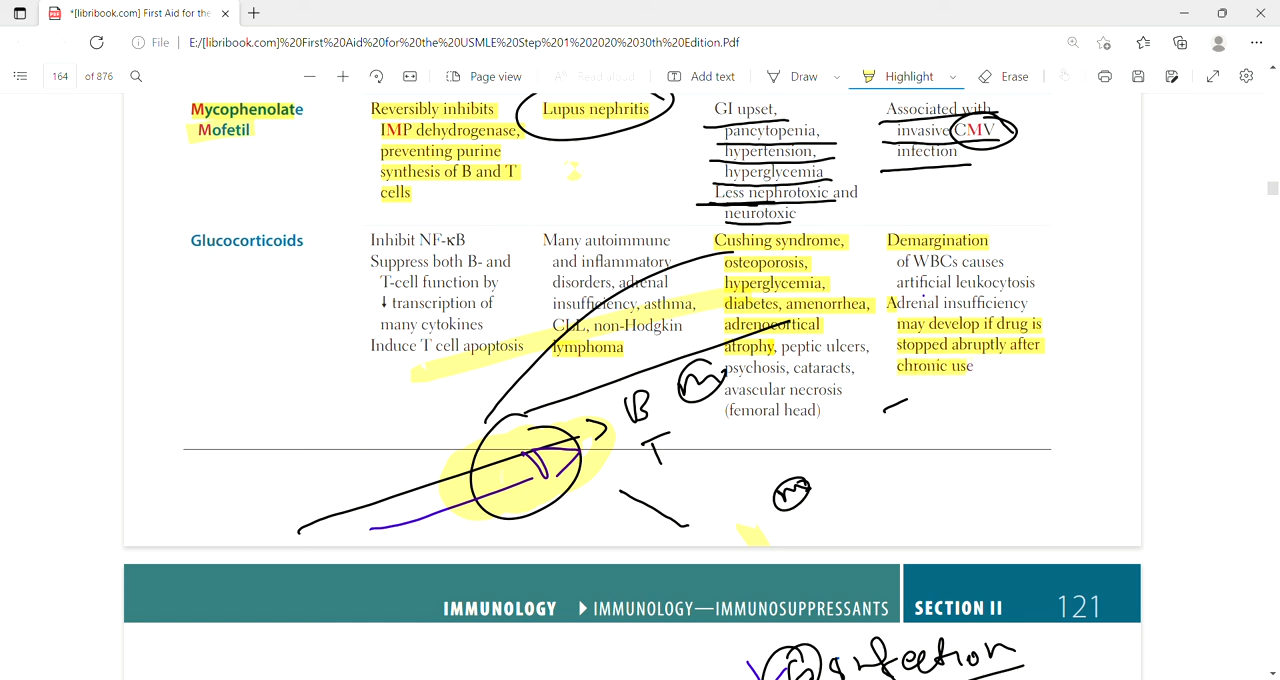 *[libribook.com] First Aid for the
File E:/[libribook.com]%20First%20Aid%20for%20the%20USMLE%20Step%201%202020%2030th%20Edition.Pdf
164 of 876 Page view Read aloud Add text Draw Highlight Erase
Mycophenolate
Mofetil
Reversibly inhibits
IMP dehydrogenase,
preventing purine
synthesis of B and T
cells
Lupus nephritis
GI upset,
pancytopenia,
hypertension,
hyperglycemia
Less nephrotoxic and
neurotoxic
Associated with
invasive CMV
infection
Glucocorticoids
Inhibit NF-κB
Suppress both B- and
T-cell function by
↓ transcription of
many cytokines
Induce T cell apoptosis
Many autoimmune
and inflammatory
disorders, adrenal
insufficiency, asthma,
CLL, non-Hodgkin
lymphoma
Cushing syndrome,
osteoporosis,
hyperglycemia,
diabetes, amenorrhea,
adrenocortical
atrophy, peptic ulcers,
psychosis, cataracts,
avascular necrosis
(femoral head)
Demargination
of WBCs causes
artificial leukocytosis
Adrenal insufficiency
may develop if drug is
stopped abruptly after
chronic use
B
T
m
IMMUNOLOGY ▶ IMMUNOLOGY—IMMUNOSUPPRESSANTS SECTION II 121
infection